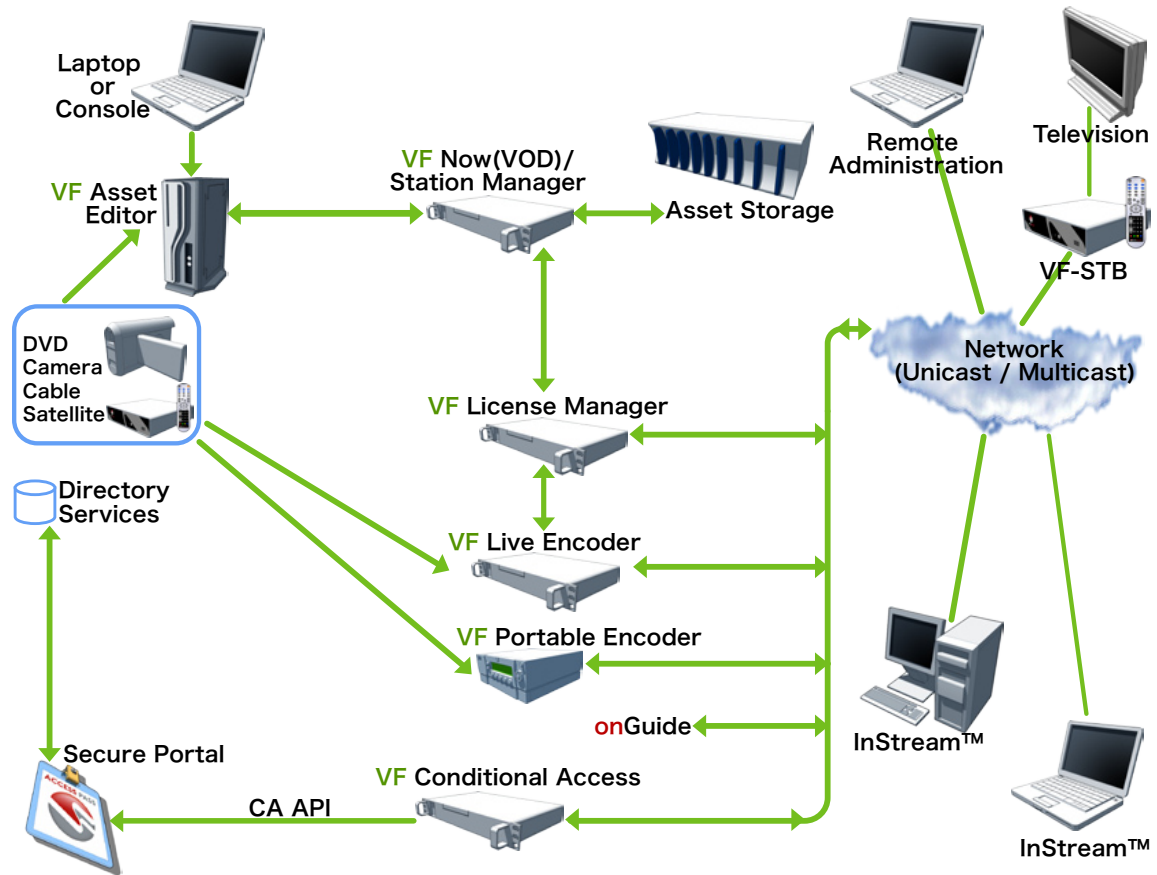 Laptop
or
Console
VF Asset
Editor
VF Now(VOD)/
Station Manager
Asset Storage
Remote
Administration
Television
VF-STB
DVD
Camera
Cable
Satellite
Network
(Unicast / Multicast)
VF License Manager
Directory
Services
VF Live Encoder
VF Portable Encoder
onGuide
InStream™
Secure Portal
ACCESS PASS
CA API
VF Conditional Access
InStream™